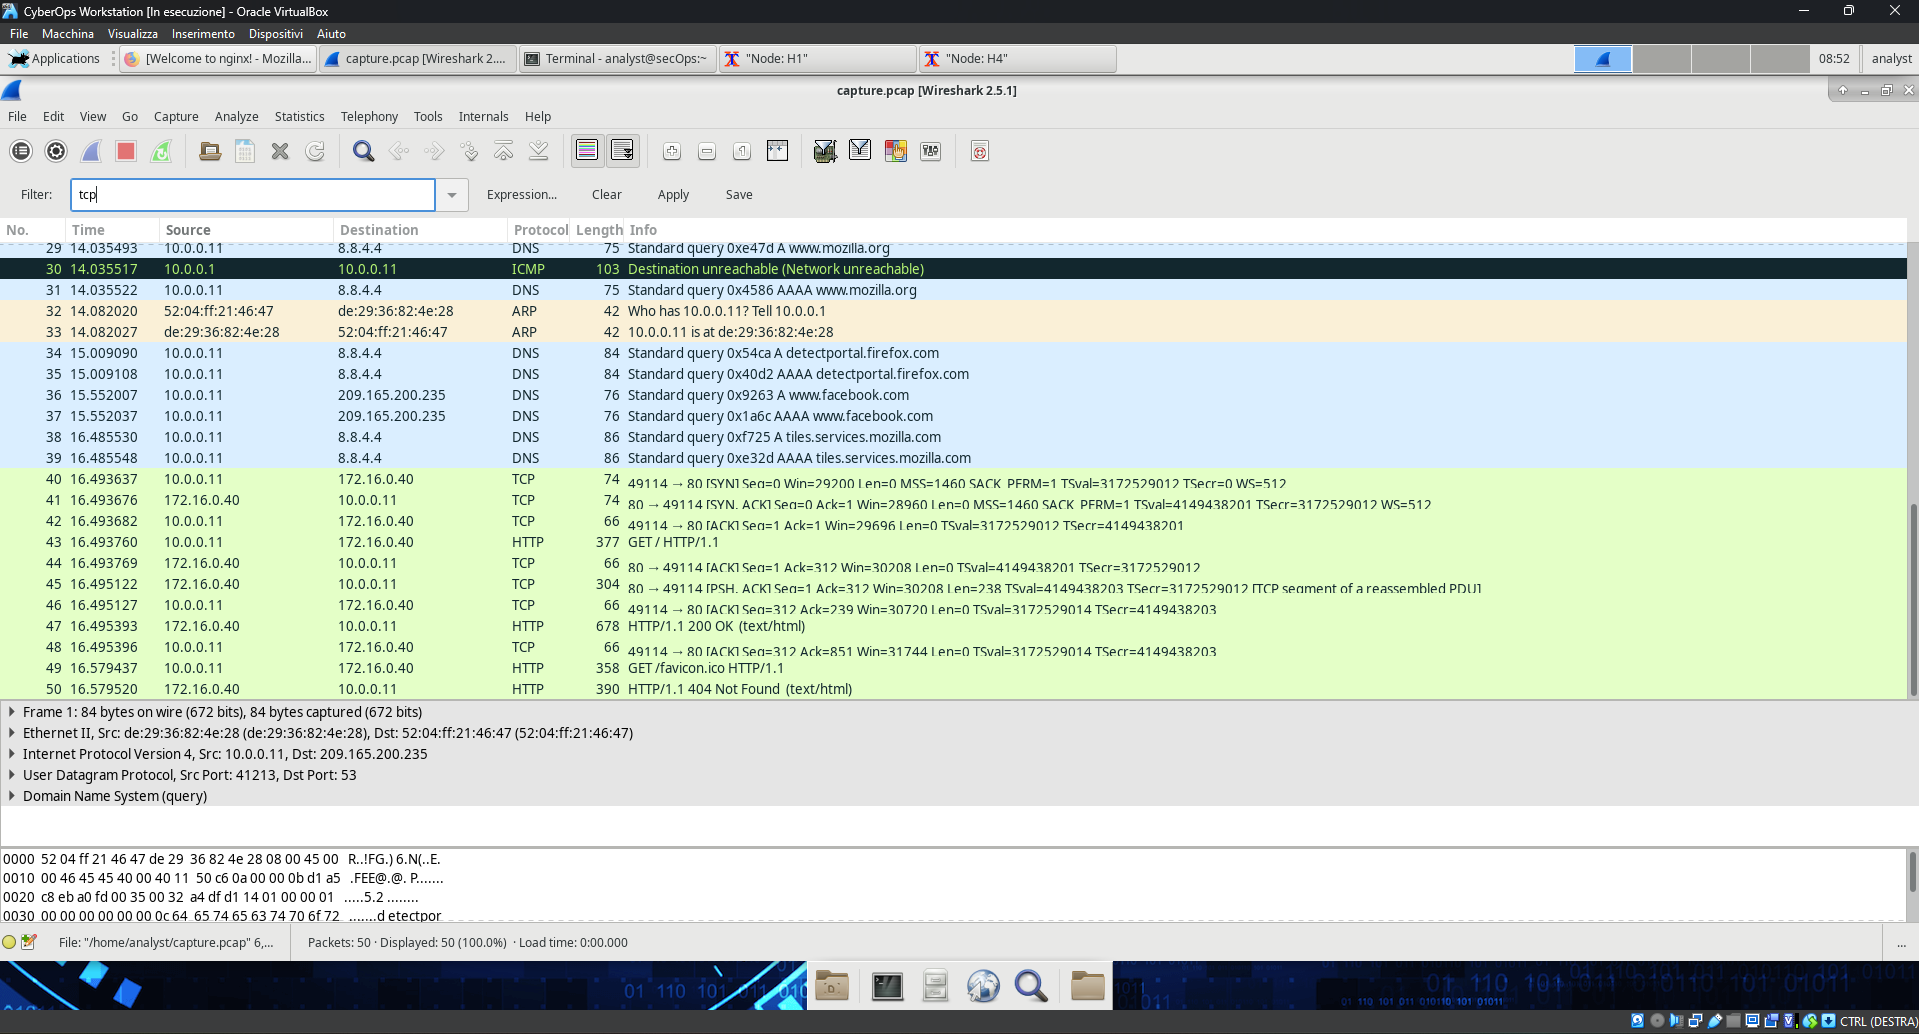 CyberOps Workstation [In esecuzione] - Oracle VirtualBox
File Macchina Visualizza Inserimento Dispositivi Aiuto
Applications [Welcome to nginx! - Mozilla... capture.pcap [Wireshark 2.... Terminal - analyst@secOps:~ "Node: H1" "Node: H4" 08:52 analyst
capture.pcap [Wireshark 2.5.1]
File Edit View Go Capture Analyze Statistics Telephony Tools Internals Help
Filter: tcp Expression... Clear Apply Save
No. Time Source Destination Protocol Length Info
29 14.035493 10.0.0.11 8.8.4.4 DNS 75 Standard query 0xe47d A www.mozilla.org
30 14.035517 10.0.0.1 10.0.0.11 ICMP 103 Destination unreachable (Network unreachable)
31 14.035522 10.0.0.11 8.8.4.4 DNS 75 Standard query 0x4586 AAAA www.mozilla.org
32 14.082020 52:04:ff:21:46:47 de:29:36:82:4e:28 ARP 42 Who has 10.0.0.11? Tell 10.0.0.1
33 14.082027 de:29:36:82:4e:28 52:04:ff:21:46:47 ARP 42 10.0.0.11 is at de:29:36:82:4e:28
34 15.009090 10.0.0.11 8.8.4.4 DNS 84 Standard query 0x54ca A detectportal.firefox.com
35 15.009108 10.0.0.11 8.8.4.4 DNS 84 Standard query 0x40d2 AAAA detectportal.firefox.com
36 15.552007 10.0.0.11 209.165.200.235 DNS 76 Standard query 0x9263 A www.facebook.com
37 15.552037 10.0.0.11 209.165.200.235 DNS 76 Standard query 0x1a6c AAAA www.facebook.com
38 16.485530 10.0.0.11 8.8.4.4 DNS 86 Standard query 0xf725 A tiles.services.mozilla.com
39 16.485548 10.0.0.11 8.8.4.4 DNS 86 Standard query 0xe32d AAAA tiles.services.mozilla.com
40 16.493637 10.0.0.11 172.16.0.40 TCP 74 49114 → 80 [SYN] Seq=0 Win=29200 Len=0 MSS=1460 SACK_PERM=1 TSval=3172529012 TSecr=0 WS=512
41 16.493676 172.16.0.40 10.0.0.11 TCP 74 80 → 49114 [SYN, ACK] Seq=0 Ack=1 Win=28960 Len=0 MSS=1460 SACK_PERM=1 TSval=4149438201 TSecr=3172529012 WS=512
42 16.493682 10.0.0.11 172.16.0.40 TCP 66 49114 → 80 [ACK] Seq=1 Ack=1 Win=29696 Len=0 TSval=3172529012 TSecr=4149438201
43 16.493760 10.0.0.11 172.16.0.40 HTTP 377 GET / HTTP/1.1
44 16.493769 172.16.0.40 10.0.0.11 TCP 66 80 → 49114 [ACK] Seq=1 Ack=312 Win=30208 Len=0 TSval=4149438201 TSecr=3172529012
45 16.495122 172.16.0.40 10.0.0.11 TCP 304 80 → 49114 [PSH, ACK] Seq=1 Ack=312 Win=30208 Len=238 TSval=4149438203 TSecr=3172529012 [TCP segment of a reassembled PDU]
46 16.495127 10.0.0.11 172.16.0.40 TCP 66 49114 → 80 [ACK] Seq=312 Ack=239 Win=30720 Len=0 TSval=3172529014 TSecr=4149438203
47 16.495393 172.16.0.40 10.0.0.11 HTTP 678 HTTP/1.1 200 OK (text/html)
48 16.495396 10.0.0.11 172.16.0.40 TCP 66 49114 → 80 [ACK] Seq=312 Ack=851 Win=31744 Len=0 TSval=3172529014 TSecr=4149438203
49 16.579437 10.0.0.11 172.16.0.40 HTTP 358 GET /favicon.ico HTTP/1.1
50 16.579520 172.16.0.40 10.0.0.11 HTTP 390 HTTP/1.1 404 Not Found (text/html)
Frame 1: 84 bytes on wire (672 bits), 84 bytes captured (672 bits)
Ethernet II, Src: de:29:36:82:4e:28 (de:29:36:82:4e:28), Dst: 52:04:ff:21:46:47 (52:04:ff:21:46:47)
Internet Protocol Version 4, Src: 10.0.0.11, Dst: 209.165.200.235
User Datagram Protocol, Src Port: 41213, Dst Port: 53
Domain Name System (query)
0000 52 04 ff 21 46 47 de 29 36 82 4e 28 08 00 45 00 R..!FG.) 6.N(..E.
0010 00 46 45 45 40 00 40 11 50 c6 0a 00 00 0b d1 a5 .FEE@.@. P.......
0020 c8 eb a0 fd 00 35 00 32 a4 df d1 14 01 00 00 01 .....5.2 ........
0030 00 00 00 00 00 00 0c 64 65 74 65 63 74 70 6f 72 .......d etectpor
File: "/home/analyst/capture.pcap" 6,... Packets: 50 · Displayed: 50 (100.0%) · Load time: 0:00.000 ...
CTRL (DESTRA)